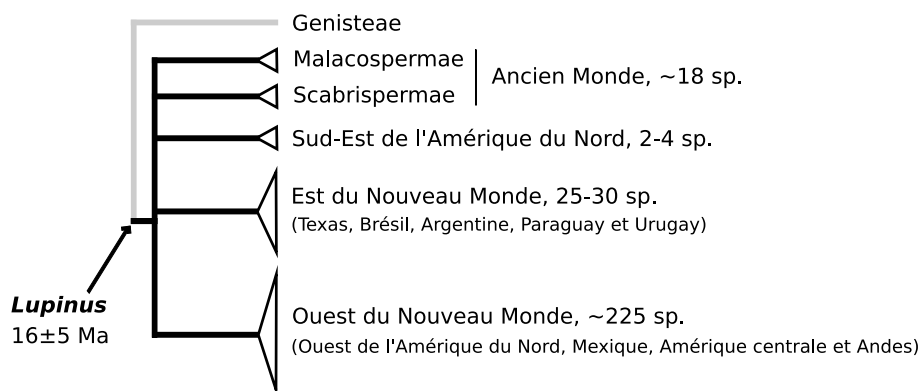 Genisteae
Malacospermae
Ancien Monde, ~18 sp.
Scabrispermae
Sud-Est de l'Amérique du Nord, 2-4 sp.
Est du Nouveau Monde, 25-30 sp.
(Texas, Brésil, Argentine, Paraguay et Urugay)
Lupinus
16±5 Ma
Ouest du Nouveau Monde, ~225 sp.
(Ouest de l'Amérique du Nord, Mexique, Amérique centrale et Andes)